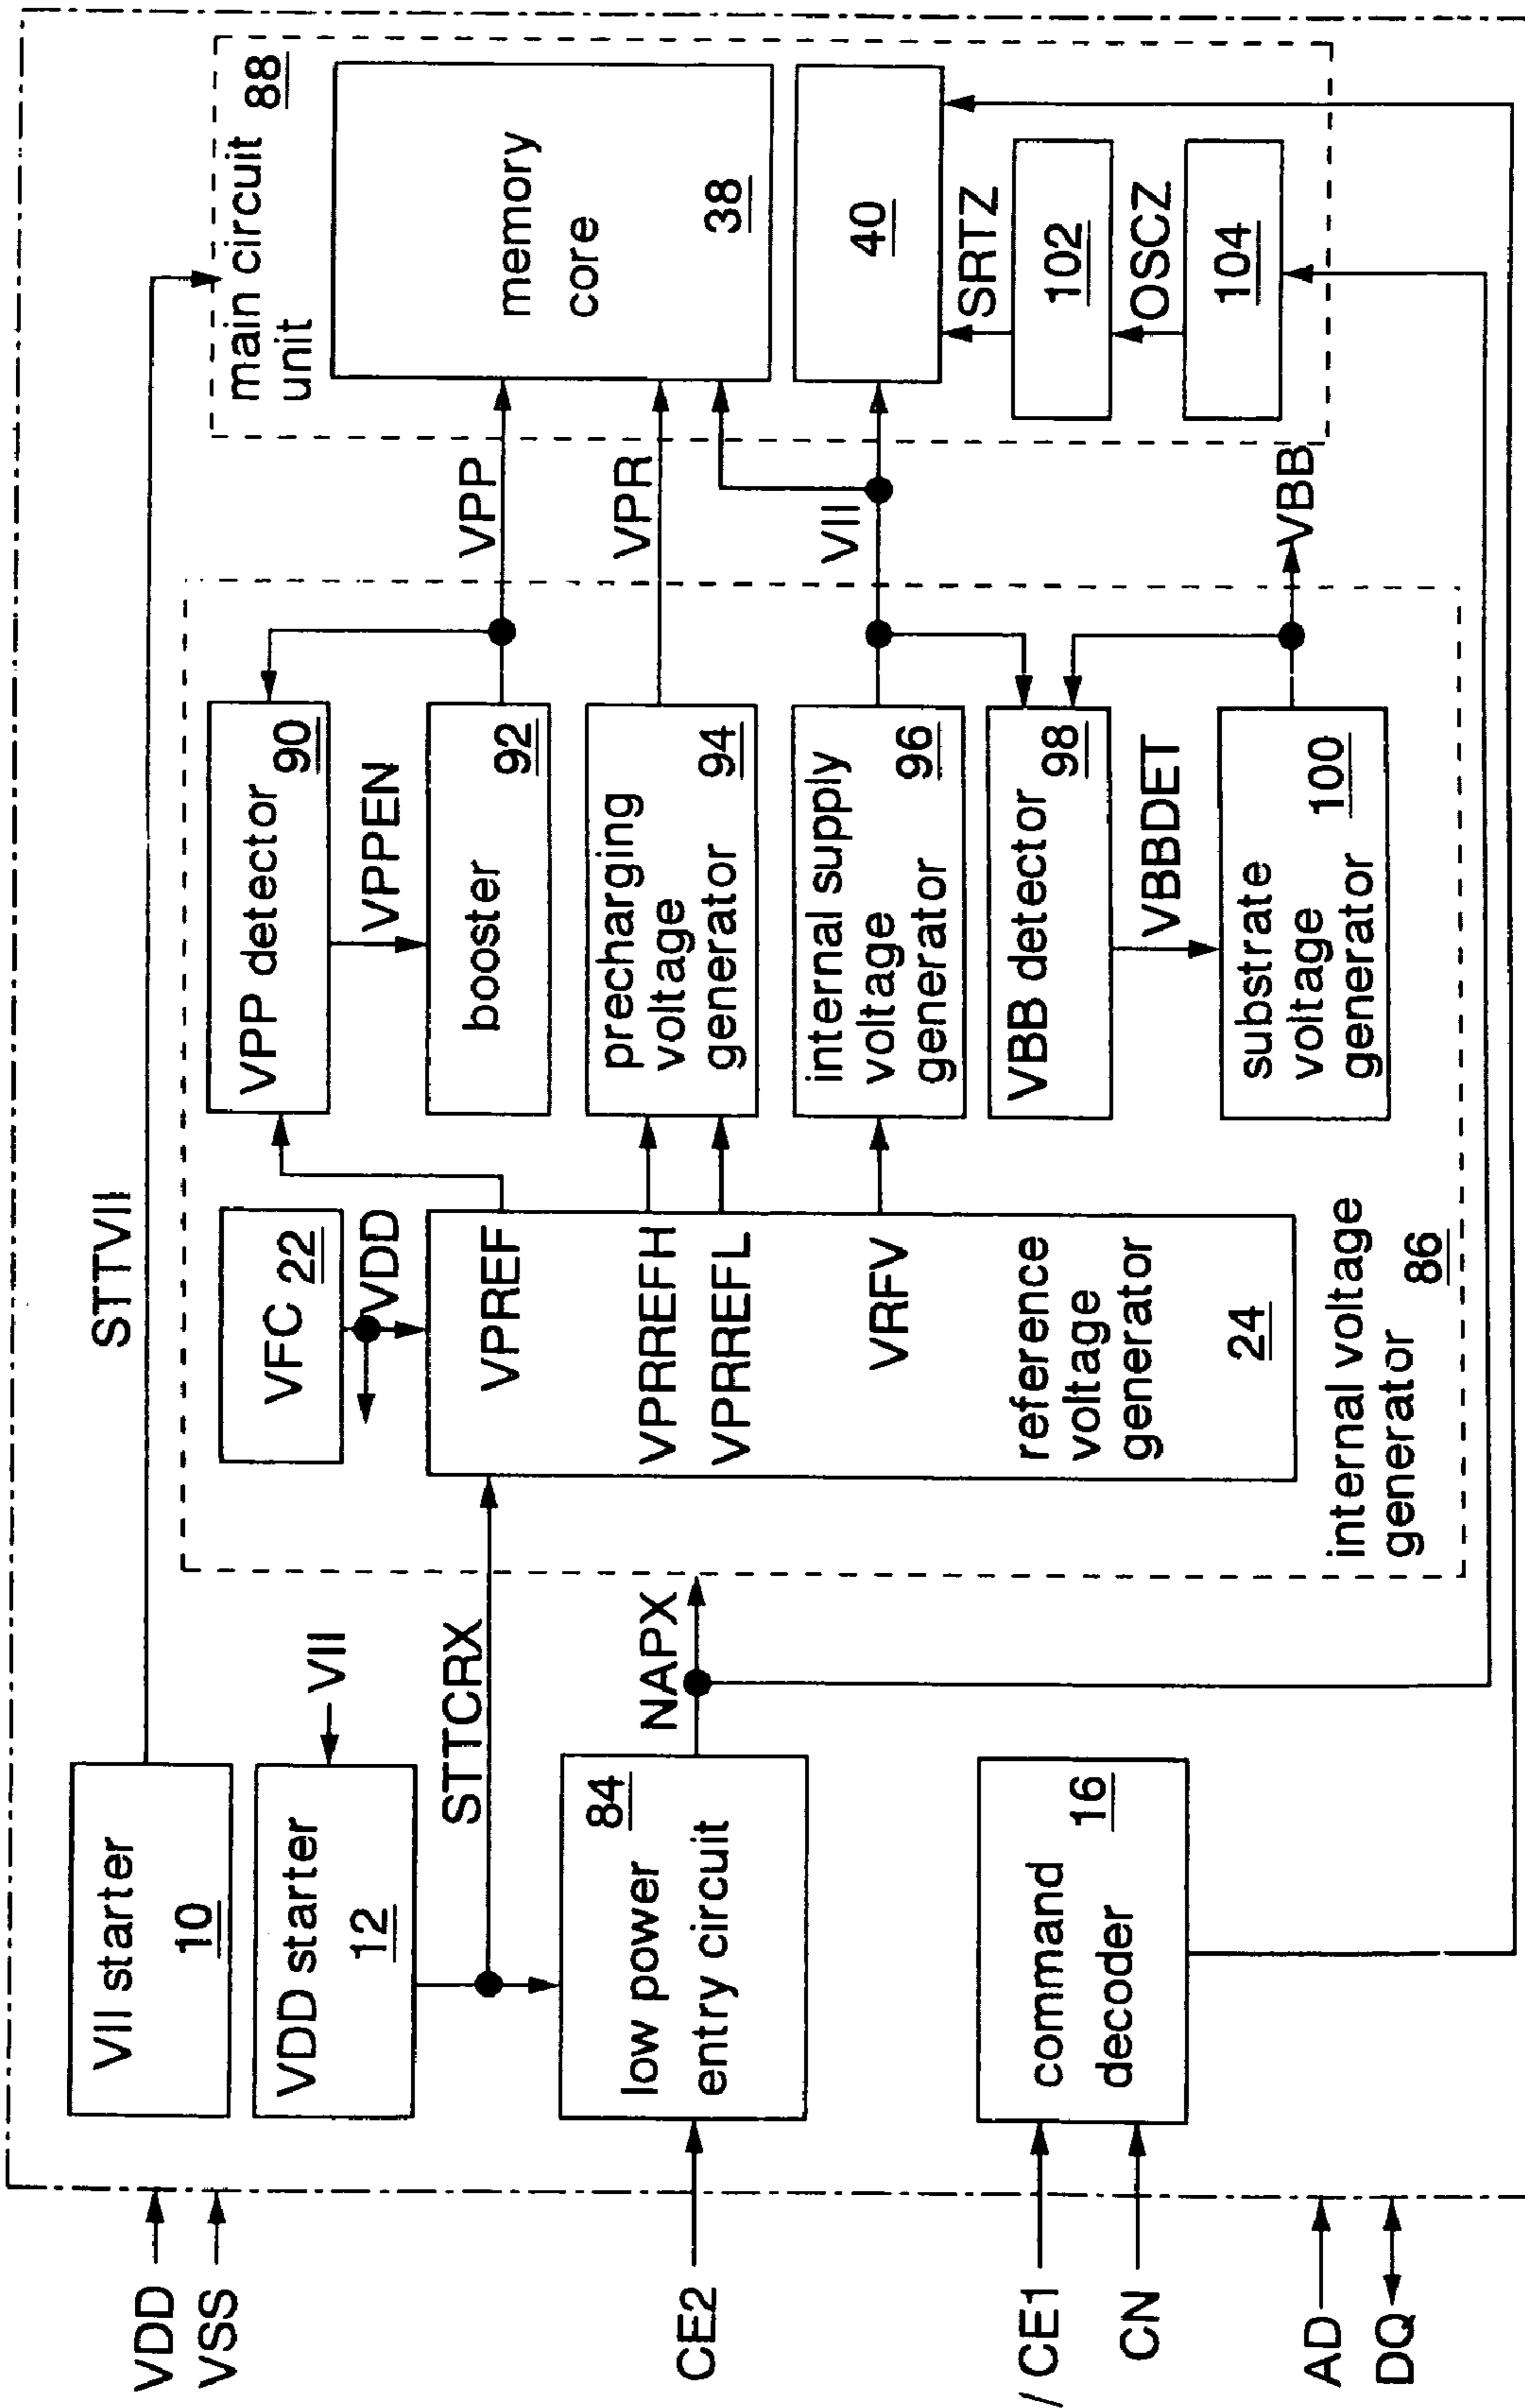 VDD
VSS
CE2
/ CE1
CN
AD
DQ
VII starter
10
VDD starter
12
VII
STTVII
STTCRX
low power
entry circuit
84
NAPX
command
decoder
16
VFC 22
VDD
VPREF
VPRREFH
VPRREFL
VRFV
reference
voltage
generator
24
internal voltage
generator
86
VPP detector
90
VPPEN
booster
92
precharging
voltage
generator
94
internal supply
voltage
generator
96
VBB detector
98
VBBDET
substrate
voltage
generator
100
VPP
VPR
VII
VBB
main circuit
unit
88
memory
core
38
40
SRTZ
102
OSCZ
104